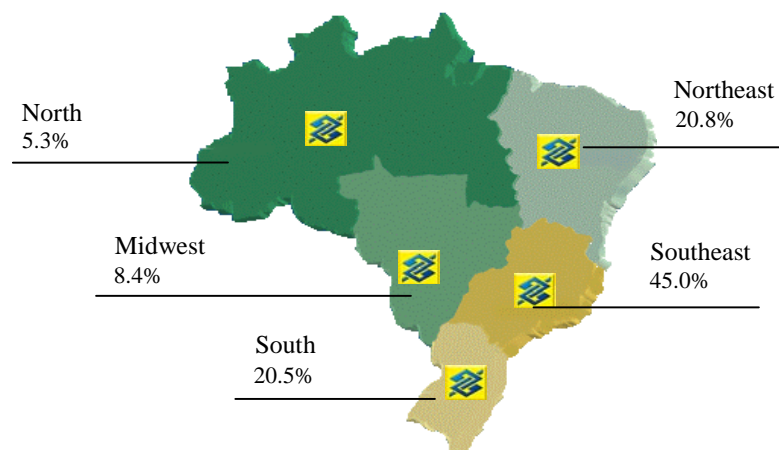 North
5.3%
Northeast
20.8%
Midwest
8.4%
Southeast
45.0%
South
20.5%